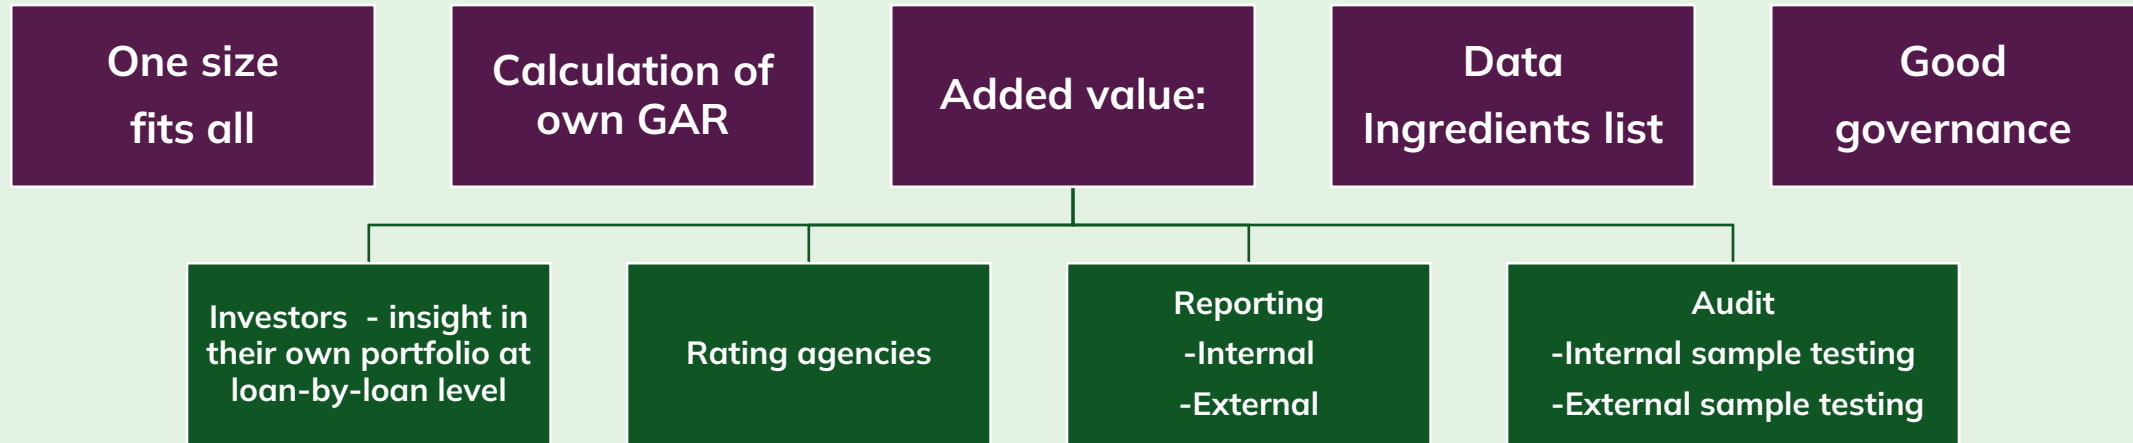 One size
fits all
Calculation of
own GAR
Added value:
Data
Ingredients list
Good
governance
Investors  - insight in
their own portfolio at
loan-by-loan level
Rating agencies
Reporting
-Internal
-External
Audit
-Internal sample testing
-External sample testing